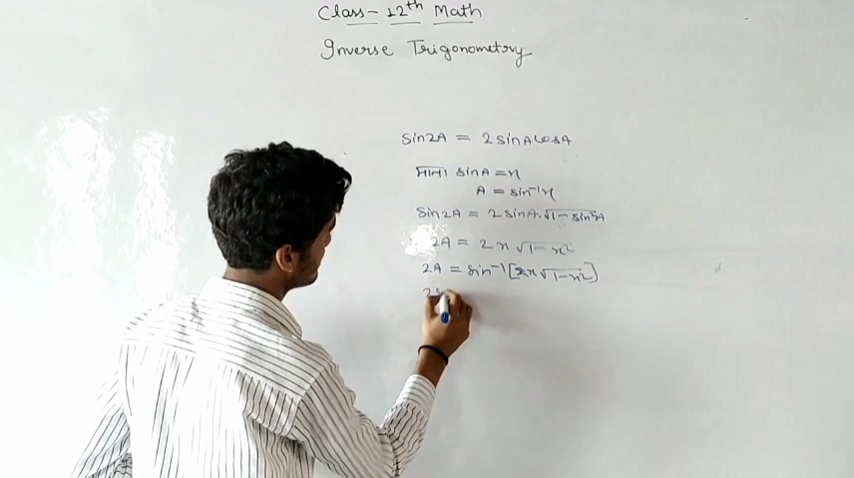 Class-12th Math
Inverse Trigonometry
Sin2A = 2sinAcosA
माना sinA = x
A = sin⁻¹x
Sin2A = 2sinA.√1-sin²A
2A = 2x√1-x²
2A = sin⁻¹[2x√1-x²]
2s